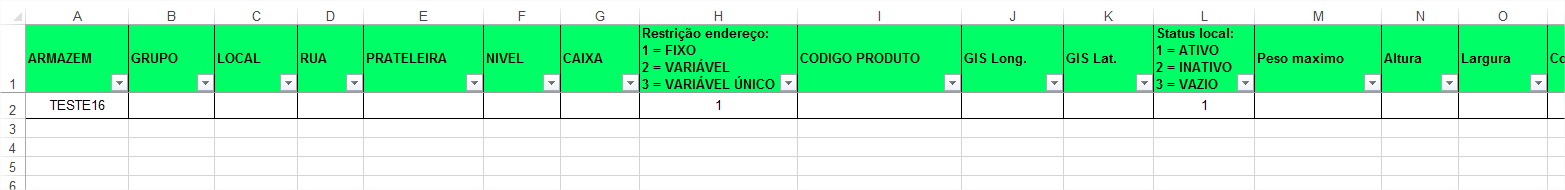 A B C D E F G H I J K L M N O
1 ARMAZEM GRUPO LOCAL RUA PRATELEIRA NIVEL CAIXA Restrição endereço: 1 = FIXO 2 = VARIÁVEL 3 = VARIÁVEL ÚNICO CODIGO PRODUTO GIS Long. GIS Lat. Status local: 1 = ATIVO 2 = INATIVO 3 = VAZIO Peso maximo Altura Largura
2 TESTE16 1 1
3
4
5
6